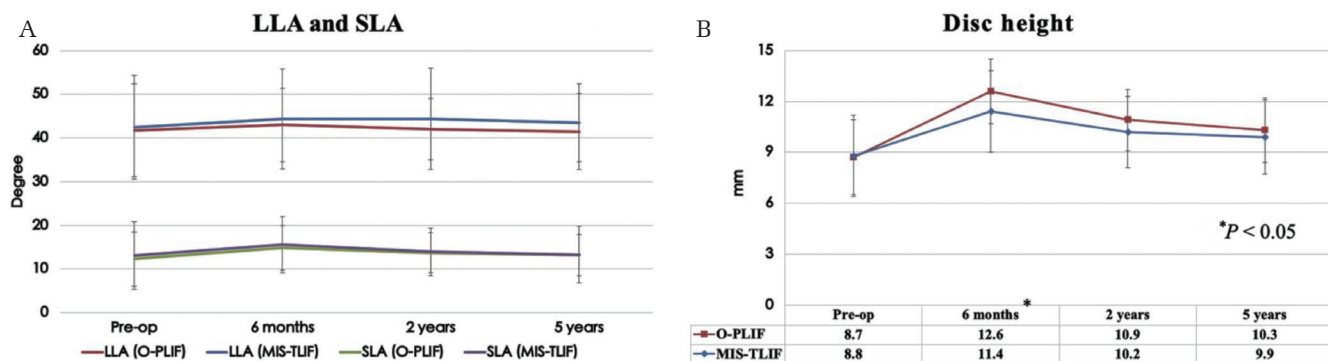 A
LLA and SLA
60
50
40
30
20
10
0
Degree
Pre-op 6 months 2 years 5 years
LLA (O-PLIF) LLA (MIS-TLIF) SLA (O-PLIF) SLA (MIS-TLIF)
B
Disc height
15
12
9
6
3
0
mm
*P < 0.05
*
Pre-op 6 months 2 years 5 years
O-PLIF 8.7 12.6 10.9 10.3
MIS-TLIF 8.8 11.4 10.2 9.9